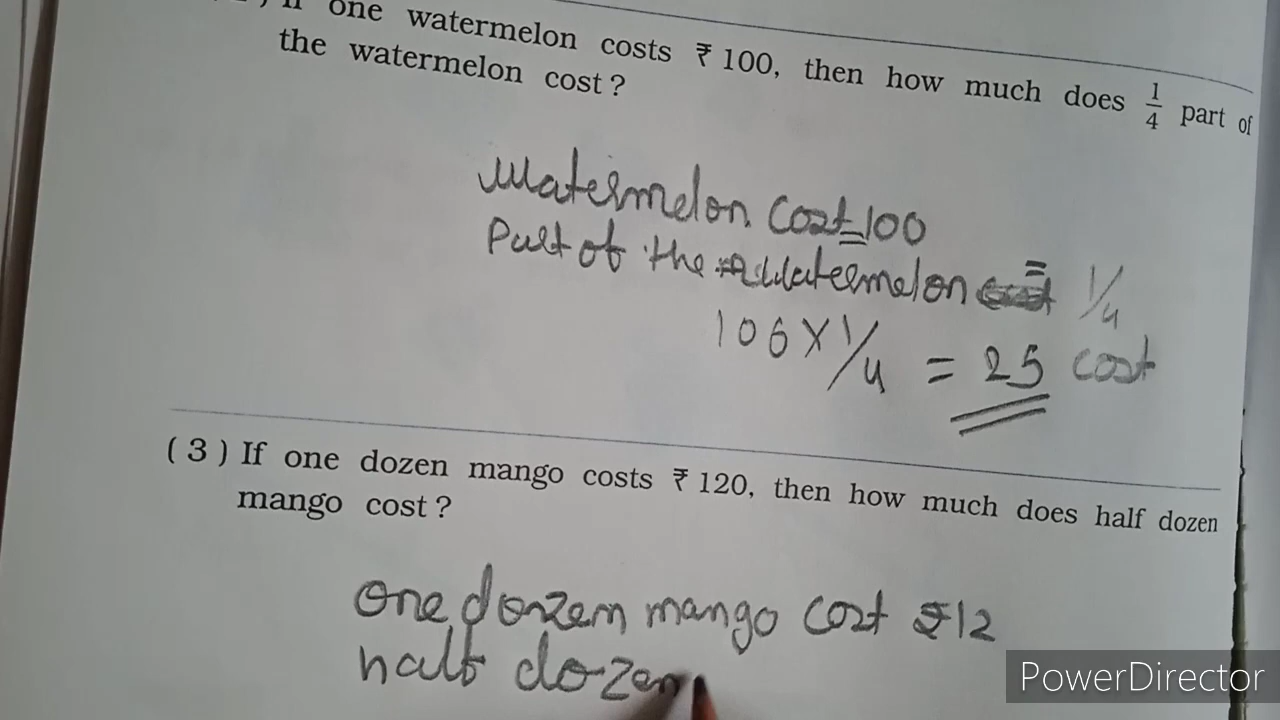 If one watermelon costs ₹ 100, then how much does 1/4 part of
the watermelon cost ?
Watermelon cost = 100
Part of the Watermelon = 1/4
100 X 1/4 = 25 cost
( 3 ) If one dozen mango costs ₹ 120, then how much does half dozen
mango cost ?
One dorzem mango cost ₹12
half dozen
PowerDirector